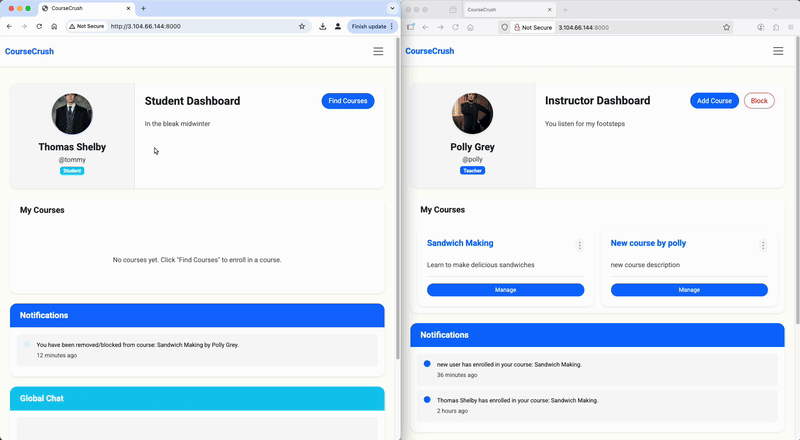 CourseCrush
Not Secure
http://3.104.66.144:8000
Finish update
CourseCrush
Thomas Shelby
@tommy
Student
Student Dashboard
Find Courses
In the bleak midwinter
My Courses
No courses yet. Click "Find Courses" to enroll in a course.
Notifications
You have been removed/blocked from course: Sandwich Making by Polly Grey.
12 minutes ago
Global Chat
CourseCrush
Not Secure
3.104.66.144:8000
CourseCrush
Polly Grey
@polly
Teacher
Instructor Dashboard
Add Course
Block
You listen for my footsteps
My Courses
Sandwich Making
Learn to make delicious sandwiches
Manage
New course by polly
new course description
Manage
Notifications
new user has enrolled in your course: Sandwich Making.
36 minutes ago
Thomas Shelby has enrolled in your course: Sandwich Making.
2 hours ago